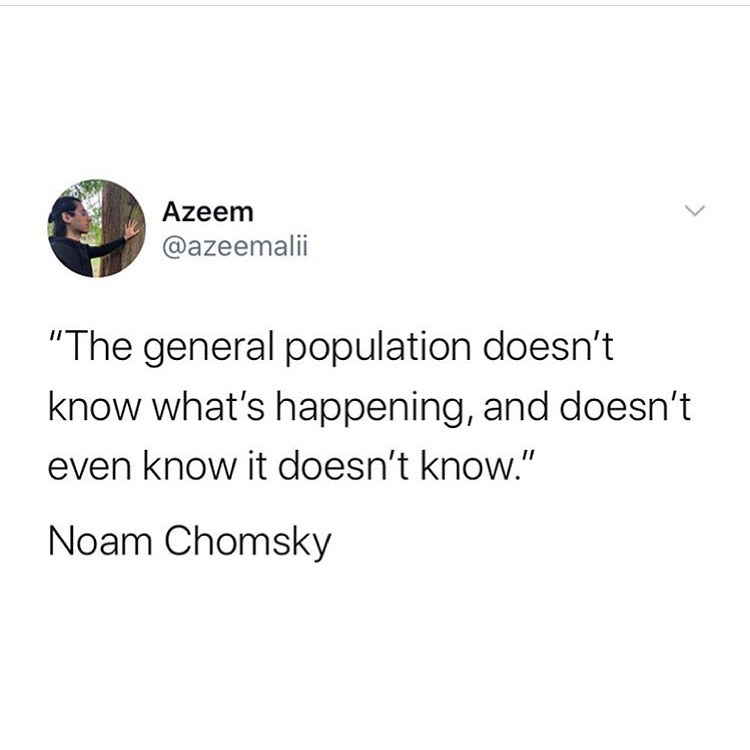 Azeem
@azeemalii
"The general population doesn’t
know what’s happening, and doesn’t
even know it doesn’t know."
Noam Chomsky